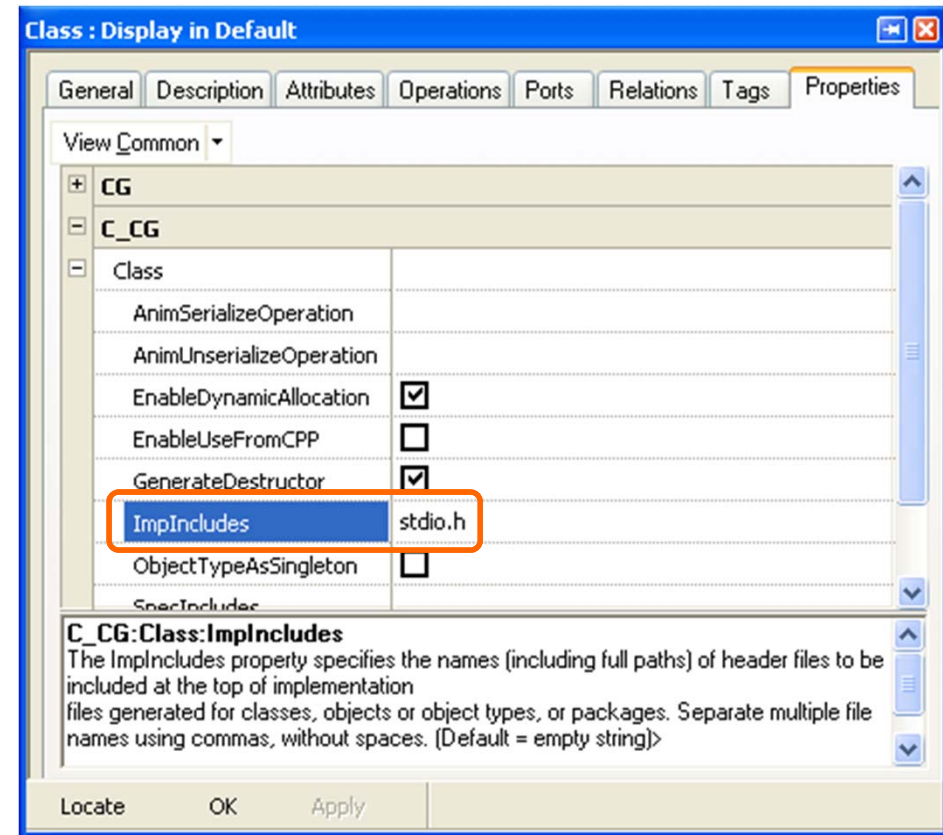 Class : Display in Default
General Description Attributes Operations Ports Relations Tags Properties
View Common
CG
C_CG
Class
AnimSerializeOperation
AnimUnserializeOperation
EnableDynamicAllocation
EnableUseFromCPP
GenerateDestructor
ImpIncludes stdio.h
ObjectTypeAsSingleton
SpecIncludes
C_CG:Class:ImpIncludes
The ImpIncludes property specifies the names (including full paths) of header files to be
included at the top of implementation
files generated for classes, objects or object types, or packages. Separate multiple file
names using commas, without spaces. (Default = empty string)>
Locate OK Apply